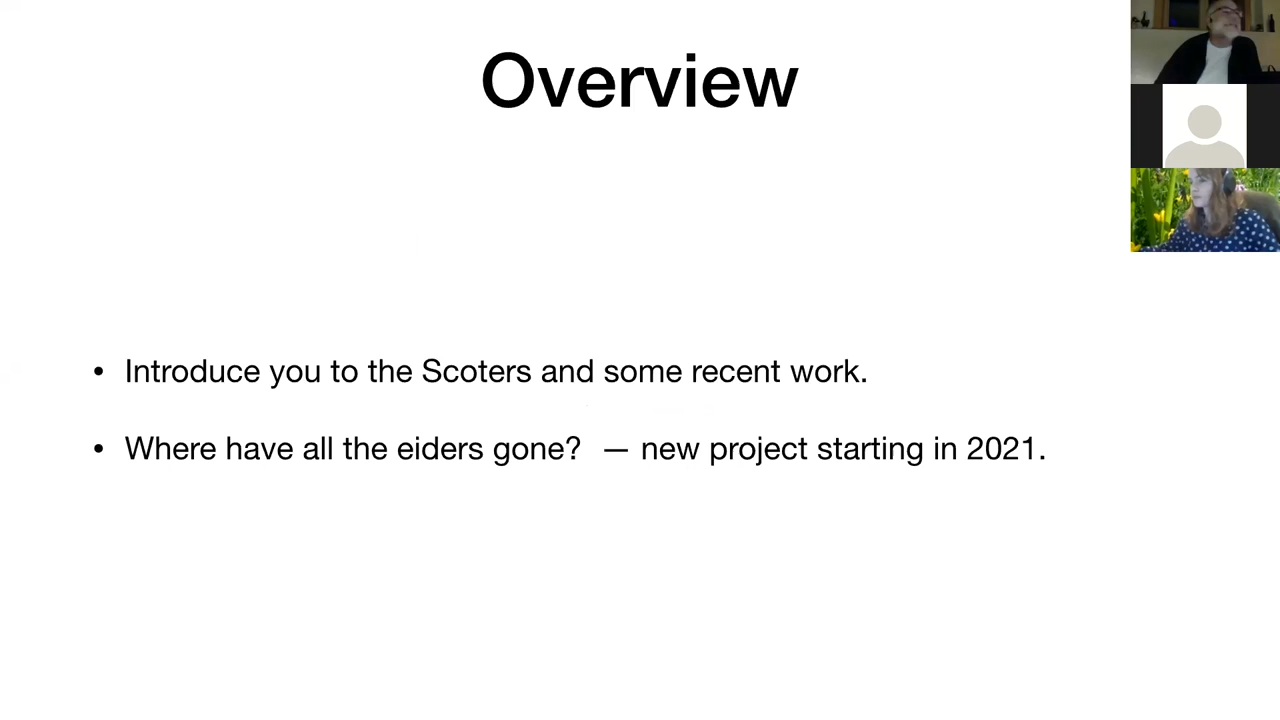 Overview
• Introduce you to the Scoters and some recent work.
• Where have all the eiders gone? — new project starting in 2021.